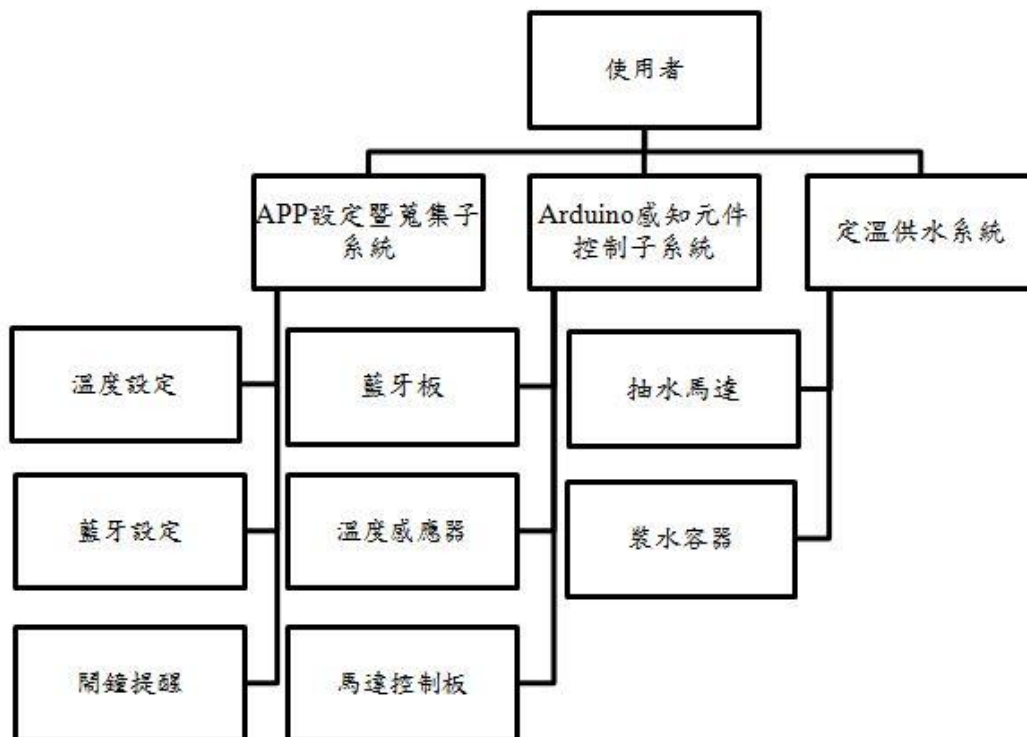 使用者
APP設定暨蒐集子
系統
Arduino感知元件
控制子系統
定溫供水系統
溫度設定
藍牙板
抽水馬達
藍牙設定
溫度感應器
裝水容器
鬧鐘提醒
馬達控制板